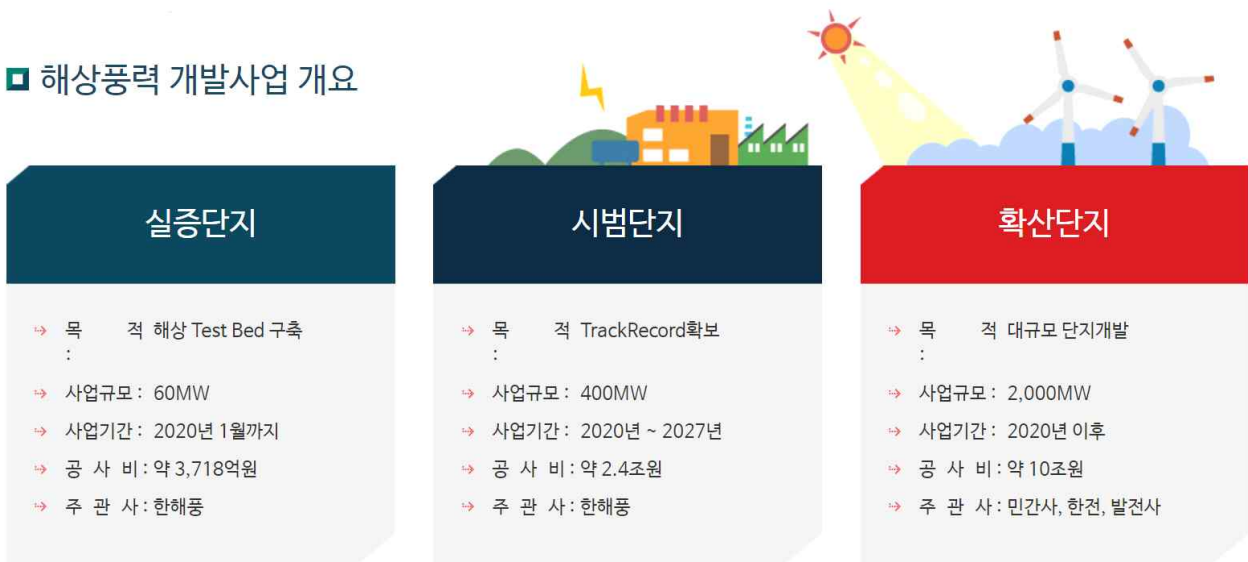 해상풍력 개발사업 개요
실증단지
목 적 해상 Test Bed 구축
:
사업규모 : 60MW
사업기간 : 2020년 1월까지
공 사 비 : 약 3,718억원
주 관 사 : 한해풍
시범단지
목 적 TrackRecord확보
:
사업규모 : 400MW
사업기간 : 2020년 ~ 2027년
공 사 비 : 약 2.4조원
주 관 사 : 한해풍
확산단지
목 적 대규모 단지개발
:
사업규모 : 2,000MW
사업기간 : 2020년 이후
공 사 비 : 약 10조원
주 관 사 : 민간사, 한전, 발전사